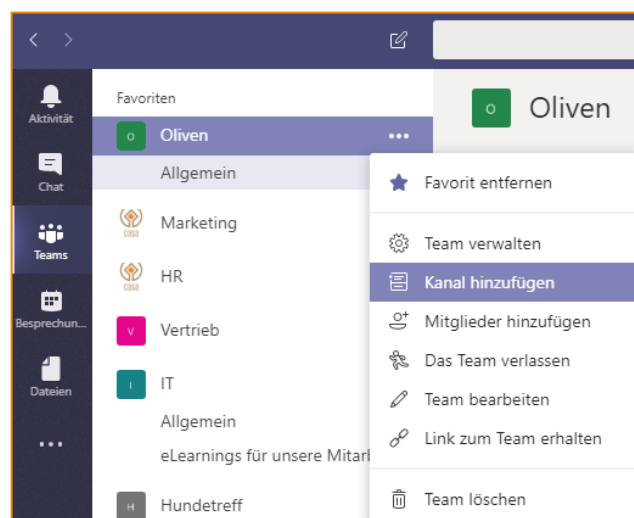 Aktivität
Chat
Teams
Besprechun...
Dateien
Favoriten
O Oliven
Allgemein
casa Marketing
casa HR
V Vertrieb
I IT
Allgemein
eLearnings für unsere Mitar
H Hundetreff
O Oliven
Favorit entfernen
Team verwalten
Kanal hinzufügen
Mitglieder hinzufügen
Das Team verlassen
Team bearbeiten
Link zum Team erhalten
Team löschen